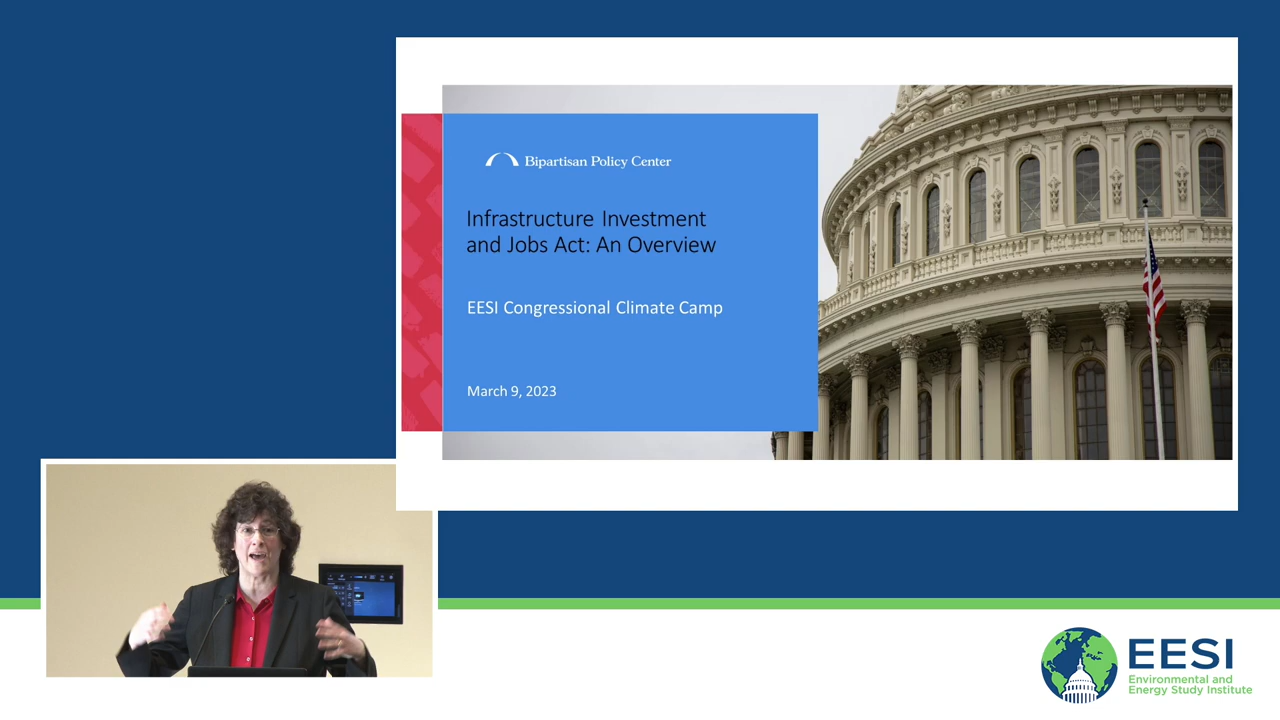 Bipartisan Policy Center
Infrastructure Investment
and Jobs Act: An Overview
EESI Congressional Climate Camp
March 9, 2023
EESI
Environmental and
Energy Study Institute